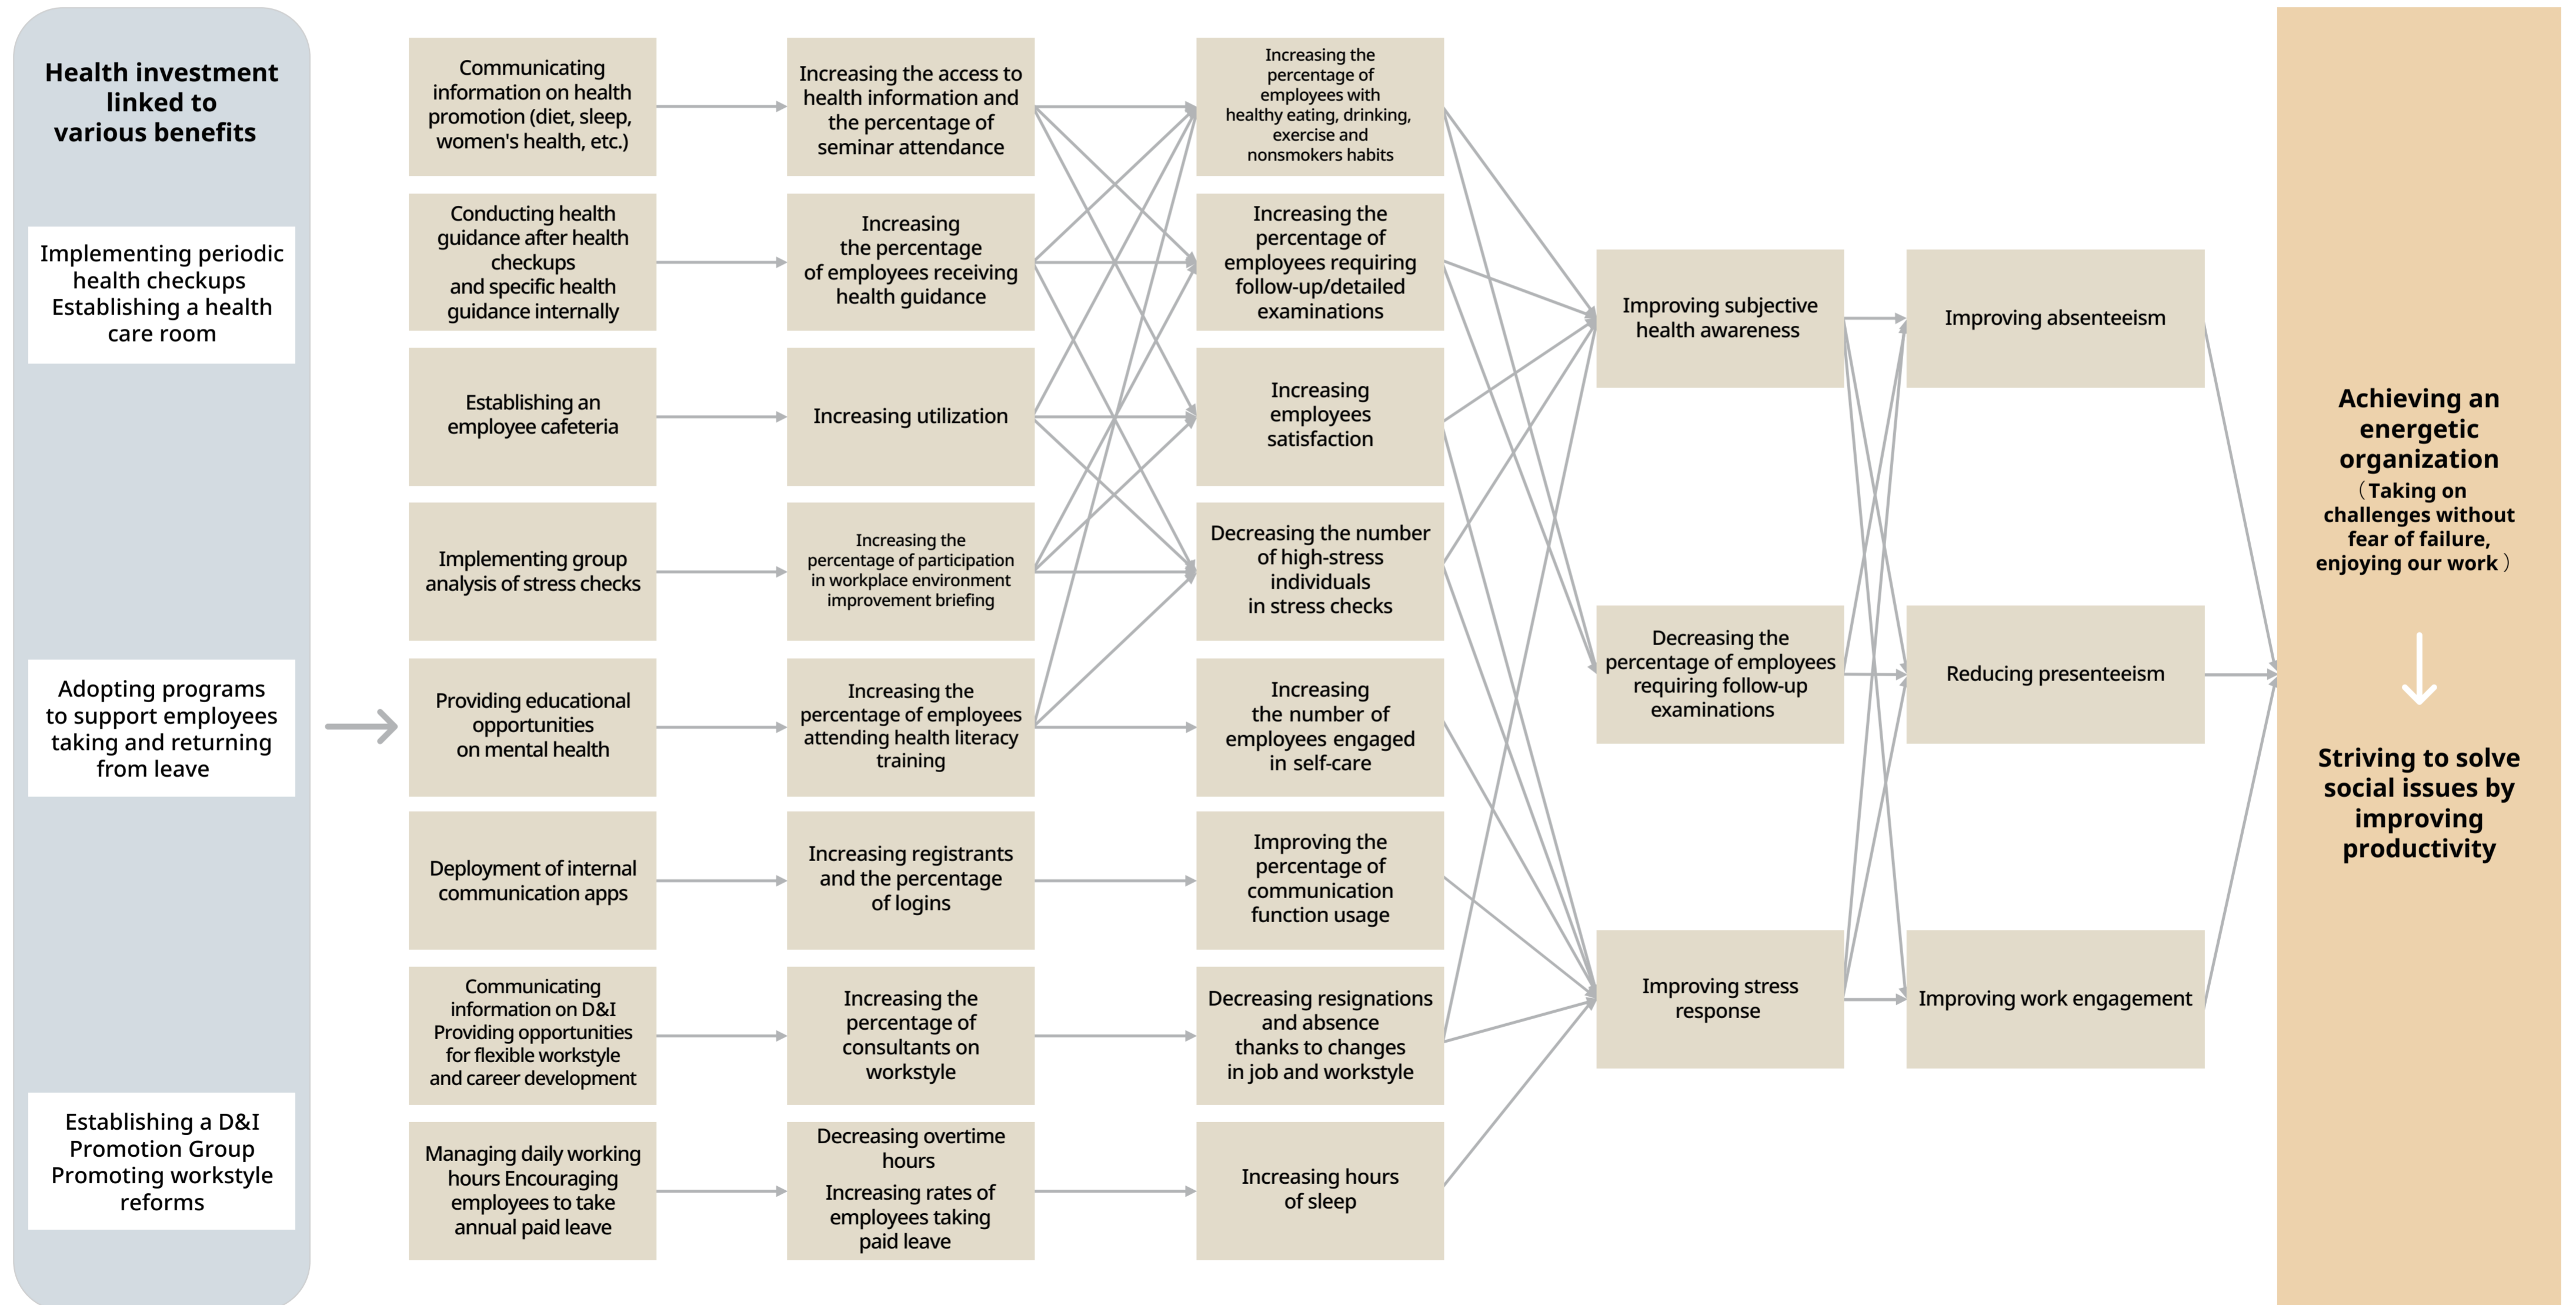 Health investment
linked to
various benefits
Implementing periodic
health checkups
Establishing a health
care room
Adopting programs
to support employees
taking and returning
from leave
Establishing a D&I
Promotion Group
Promoting workstyle
reforms
Communicating
information on health
promotion (diet, sleep,
women's health, etc.)
Conducting health
guidance after health
checkups
and specific health
guidance internally
Establishing an
employee cafeteria
Implementing group
analysis of stress checks
Providing educational
opportunities
on mental health
Deployment of internal
communication apps
Communicating
information on D&I
Providing opportunities
for flexible workstyle
and career development
Managing daily working
hours Encouraging
employees to take
annual paid leave
Increasing the access to
health information and
the percentage of
seminar attendance
Increasing
the percentage
of employees receiving
health guidance
Increasing utilization
Increasing the
percentage of participation
in workplace environment
improvement briefing
Increasing the
percentage of employees
attending health literacy
training
Increasing registrants
and the percentage
of logins
Increasing the
percentage of
consultants on
workstyle
Decreasing overtime
hours
Increasing rates of
employees taking
paid leave
Increasing the
percentage of
employees with
healthy eating, drinking,
exercise and
nonsmokers habits
Increasing the
percentage of
employees requiring
follow-up/detailed
examinations
Increasing
employees
satisfaction
Decreasing the number
of high-stress
individuals
in stress checks
Increasing
the number of
employees engaged
in self-care
Improving the
percentage of
communication
function usage
Decreasing resignations
and absence
thanks to changes
in job and workstyle
Increasing hours
of sleep
Improving subjective
health awareness
Decreasing the
percentage of employees
requiring follow-up
examinations
Improving stress
response
Improving absenteeism
Reducing presenteeism
Improving work engagement
Achieving an
energetic
organization
（Taking on
challenges without
fear of failure,
enjoying our work）
Striving to solve
social issues by
improving
productivity